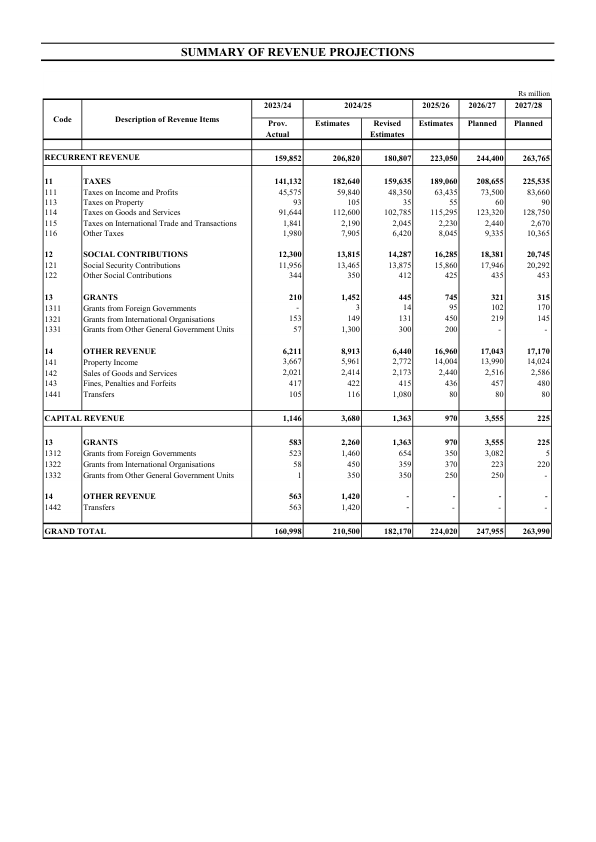 SUMMARY OF REVENUE PROJECTIONS
Rs million
Code Description of Revenue Items 2023/24 2024/25 2025/26 2026/27 2027/28
Prov. Actual Estimates Revised Estimates Estimates Planned Planned
RECURRENT REVENUE 159,852 206,820 180,807 223,050 244,400 263,765
11 TAXES 141,132 182,640 159,635 189,060 208,655 225,535
111 Taxes on Income and Profits 45,575 59,840 48,350 63,435 73,500 83,660
113 Taxes on Property 93 105 35 55 60 90
114 Taxes on Goods and Services 91,644 112,600 102,785 115,295 123,320 128,750
115 Taxes on International Trade and Transactions 1,841 2,190 2,045 2,230 2,440 2,670
116 Other Taxes 1,980 7,905 6,420 8,045 9,335 10,365
12 SOCIAL CONTRIBUTIONS 12,300 13,815 14,287 16,285 18,381 20,745
121 Social Security Contributions 11,956 13,465 13,875 15,860 17,946 20,292
122 Other Social Contributions 344 350 412 425 435 453
13 GRANTS 210 1,452 445 745 321 315
1311 Grants from Foreign Governments - 3 14 95 102 170
1321 Grants from International Organisations 153 149 131 450 219 145
1331 Grants from Other General Government Units 57 1,300 300 200 - -
14 OTHER REVENUE 6,211 8,913 6,440 16,960 17,043 17,170
141 Property Income 3,667 5,961 2,772 14,004 13,990 14,024
142 Sales of Goods and Services 2,021 2,414 2,173 2,440 2,516 2,586
143 Fines, Penalties and Forfeits 417 422 415 436 457 480
1441 Transfers 105 116 1,080 80 80 80
CAPITAL REVENUE 1,146 3,680 1,363 970 3,555 225
13 GRANTS 583 2,260 1,363 970 3,555 225
1312 Grants from Foreign Governments 523 1,460 654 350 3,082 5
1322 Grants from International Organisations 58 450 359 370 223 220
1332 Grants from Other General Government Units 1 350 350 250 250 -
14 OTHER REVENUE 563 1,420 - - - -
1442 Transfers 563 1,420 - - - -
GRAND TOTAL 160,998 210,500 182,170 224,020 247,955 263,990